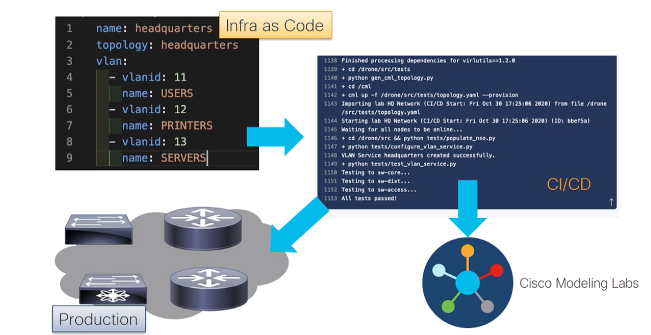 Infra as Code
1 name: headquarters
2 topology: headquarters
3 vlan:
4 - vlanid: 11
5 name: USERS
6 - vlanid: 12
7 name: PRINTERS
8 - vlanid: 13
9 name: SERVERS
1138 Finished processing dependencies for virlutils==1.2.0
1139 + cd /drone/src/tests
1140 + python gen_cml_topology.py
1141 + cd /cml
1142 + cml up -f /drone/src/tests/topology.yaml --provision
1143 Importing lab HQ Network (CI/CD Start: Fri Oct 30 17:25:06 2020) from file /drone
/src/tests/topology.yaml
1144 Starting lab HQ Network (CI/CD Start: Fri Oct 30 17:25:06 2020) (ID: bbef5a)
1145 Waiting for all nodes to be online...
1146 + cd /drone/src && python tests/populate_nso.py
1147 + python tests/configure_vlan_service.py
1148 VLAN Service headquarters created successfully.
1149 + python tests/test_vlan_service.py
1150 Testing to sw-core...
1151 Testing to sw-dist...
1152 Testing to sw-access...
1153 All tests passed!
CI/CD
Production
Cisco Modeling Labs